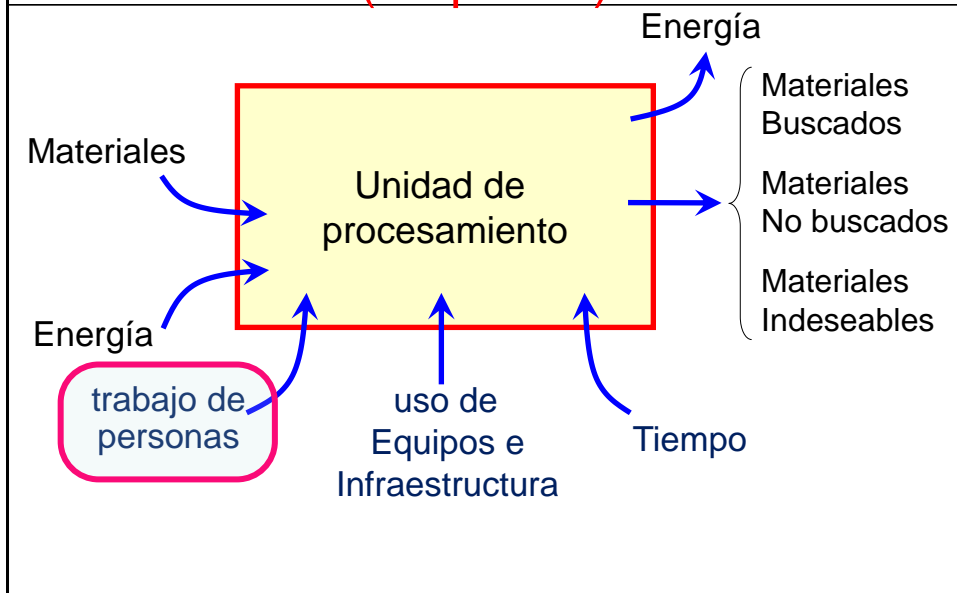 Energía
Materiales
Buscados
Materiales
No buscados
Materiales
Indeseables
Materiales
Unidad de
procesamiento
Energía
trabajo de
personas
uso de
Equipos e
Infraestructura
Tiempo